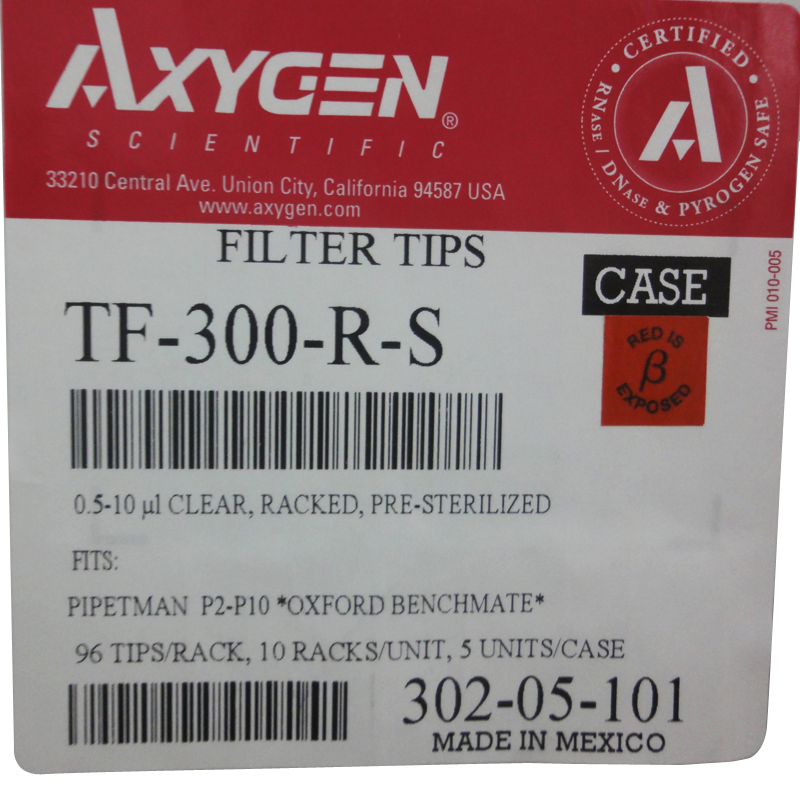 AXYGEN®
SCIENTIFIC
33210 Central Ave. Union City, California 94587 USA
www.axygen.com
• CERTIFIED •
RNASE / DNASE & PYROGEN SAFE
A
FILTER TIPS
CASE
PMI 010-005
TF-300-R-S
RED IS
β
EXPOSED
0.5-10 µl CLEAR, RACKED, PRE-STERILIZED
FITS:
PIPETMAN P2-P10 *OXFORD BENCHMATE*
96 TIPS/RACK, 10 RACKS/UNIT, 5 UNITS/CASE
302-05-101
MADE IN MEXICO